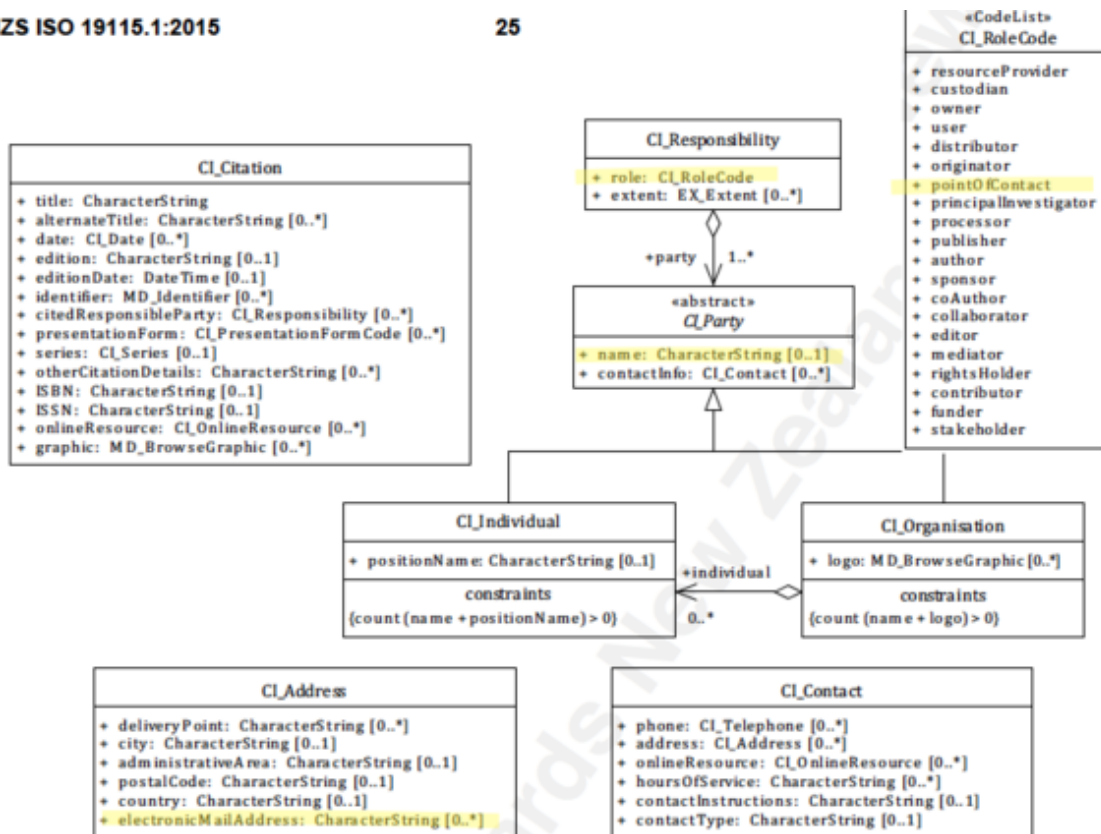 ZS ISO 19115.1:2015
25
«CodeList»
CI_RoleCode
+ resourceProvider
+ custodian
+ owner
+ user
+ distributor
+ originator
+ pointOfContact
+ principalInvestigator
+ processor
+ publisher
+ author
+ sponsor
+ coAuthor
+ collaborator
+ editor
+ mediator
+ rightsHolder
+ contributor
+ funder
+ stakeholder
CI_Responsibility
+ role: CI_RoleCode
+ extent: EX_Extent [0..*]
+party
1..*
CI_Citation
+ title: CharacterString
+ alternateTitle: CharacterString [0..*]
+ date: CI_Date [0..*]
+ edition: CharacterString [0..1]
+ editionDate: DateTime [0..1]
+ identifier: MD_Identifier [0..*]
+ citedResponsibleParty: CI_Responsibility [0..*]
+ presentationForm: CI_PresentationFormCode [0..*]
+ series: CI_Series [0..1]
+ otherCitationDetails: CharacterString [0..*]
+ ISBN: CharacterString [0..1]
+ ISSN: CharacterString [0..1]
+ onlineResource: CI_OnlineResource [0..*]
+ graphic: MD_BrowseGraphic [0..*]
«abstract»
CI_Party
+ name: CharacterString [0..1]
+ contactInfo: CI_Contact [0..*]
CI_Individual
+ positionName: CharacterString [0..1]
constraints
{count(name + positionName) > 0}
+individual
0..*
CI_Organisation
+ logo: MD_BrowseGraphic [0..*]
constraints
{count (name + logo) > 0}
CI_Address
+ deliveryPoint: CharacterString [0..*]
+ city: CharacterString [0..1]
+ administrativeArea: CharacterString [0..1]
+ postalCode: CharacterString [0..1]
+ country: CharacterString [0..1]
+ electronicMailAddress: CharacterString [0..*]
CI_Contact
+ phone: CI_Telephone [0..*]
+ address: CI_Address [0..*]
+ onlineResource: CI_OnlineResource [0..*]
+ hoursOfService: CharacterString [0..*]
+ contactInstructions: CharacterString [0..1]
+ contactType: CharacterString [0..1]
rds New Zealan